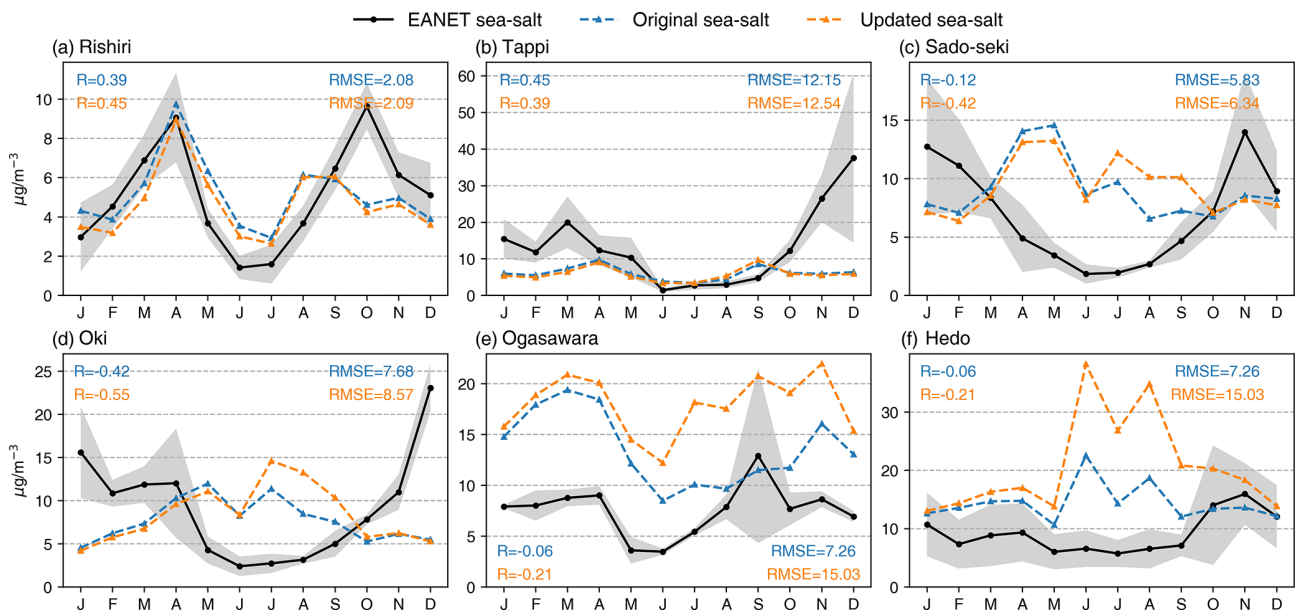 EANET sea-salt Original sea-salt Updated sea-salt
(a) Rishiri
R=0.39 RMSE=2.08
R=0.45 RMSE=2.09
μg/m⁻³
10
8
6
4
2
0
J F M A M J J A S O N D
(b) Tappi
R=0.45 RMSE=12.15
R=0.39 RMSE=12.54
60
50
40
30
20
10
0
J F M A M J J A S O N D
(c) Sado-seki
R=-0.12 RMSE=5.83
R=-0.42 RMSE=6.34
15
10
5
0
J F M A M J J A S O N D
(d) Oki
R=-0.42 RMSE=7.68
R=-0.55 RMSE=8.57
μg/m⁻³
25
20
15
10
5
0
J F M A M J J A S O N D
(e) Ogasawara
20
15
10
5
0
R=-0.06 RMSE=7.26
R=-0.21 RMSE=15.03
J F M A M J J A S O N D
(f) Hedo
R=-0.06 RMSE=7.26
R=-0.21 RMSE=15.03
30
20
10
0
J F M A M J J A S O N D